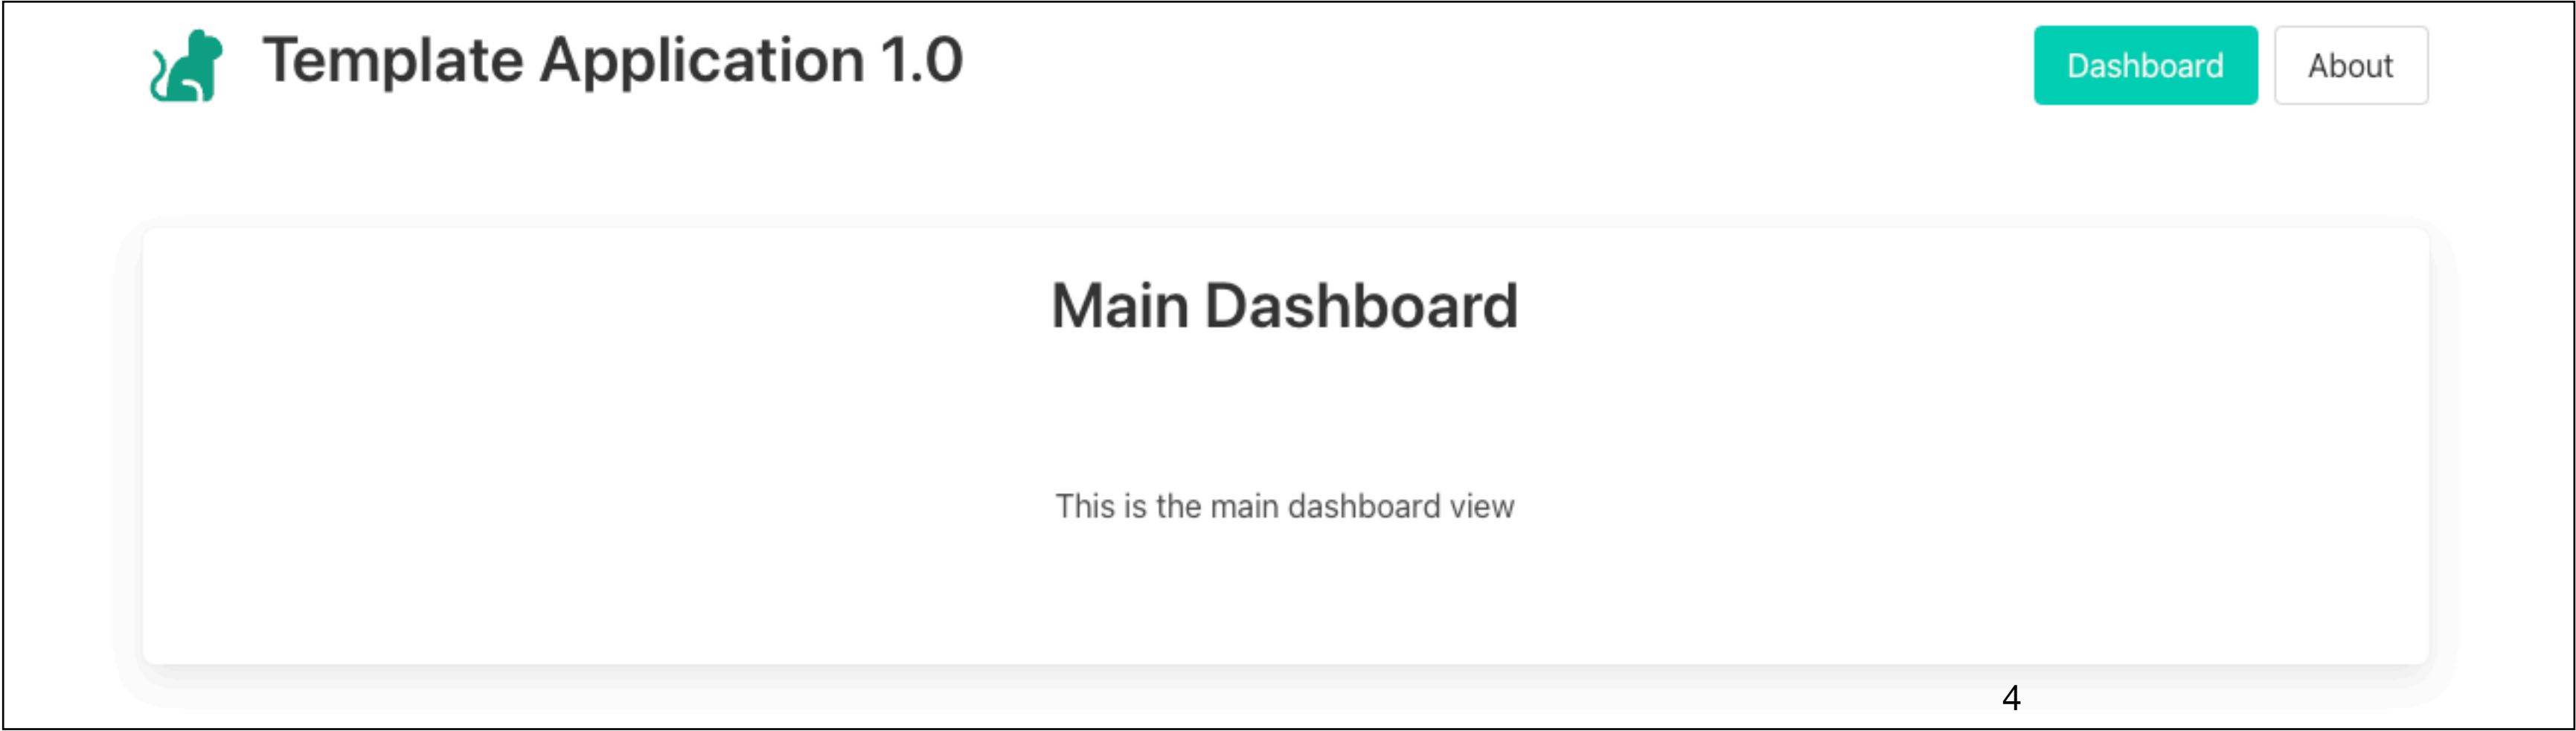 Template Application 1.0
Dashboard
About
Main Dashboard
This is the main dashboard view
4